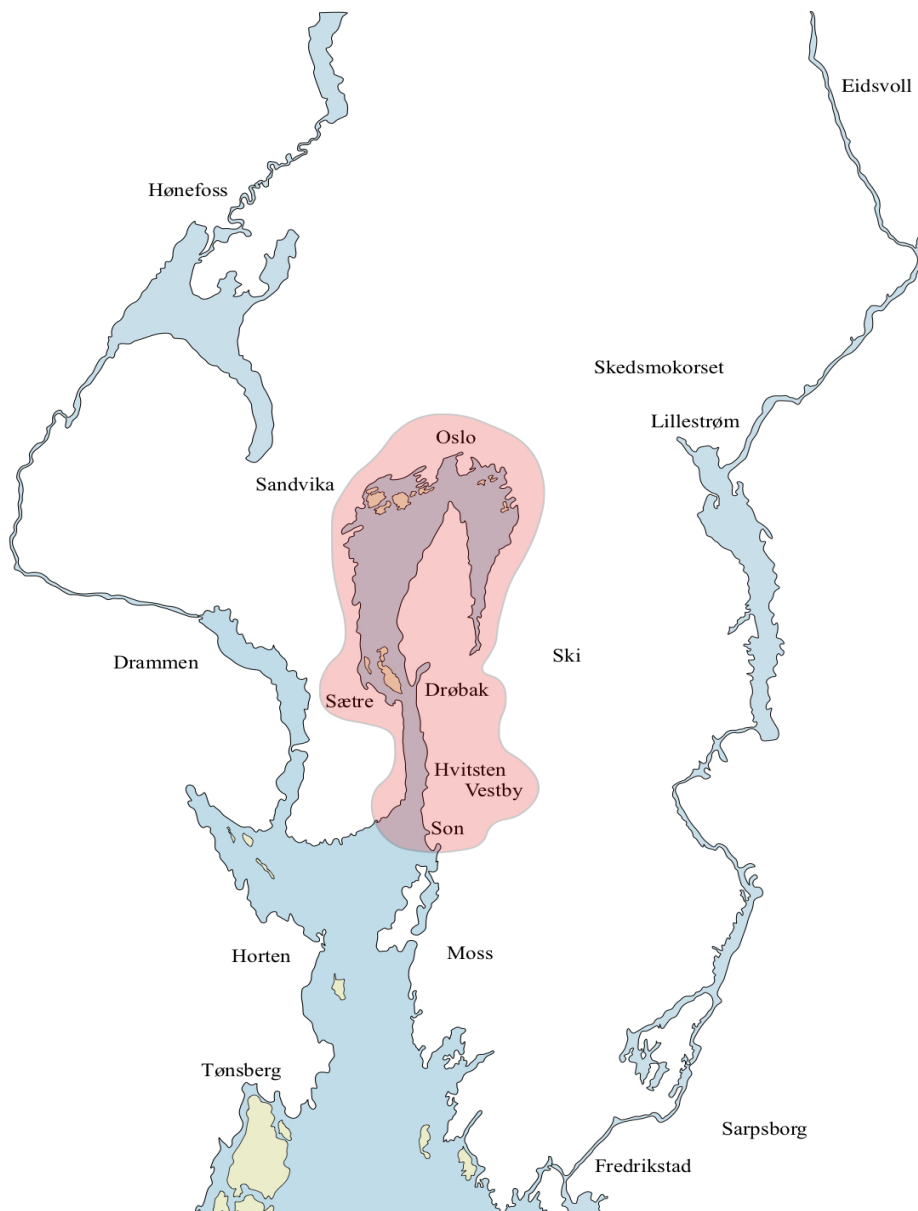 Eidsvoll
Hønefoss
Skedsmokorset
Lillestrøm
Oslo
Sandvika
Ski
Drammen
Drøbak
Sætre
Hvitsten
Vestby
Son
Moss
Horten
Tønsberg
Sarpsborg
Fredrikstad